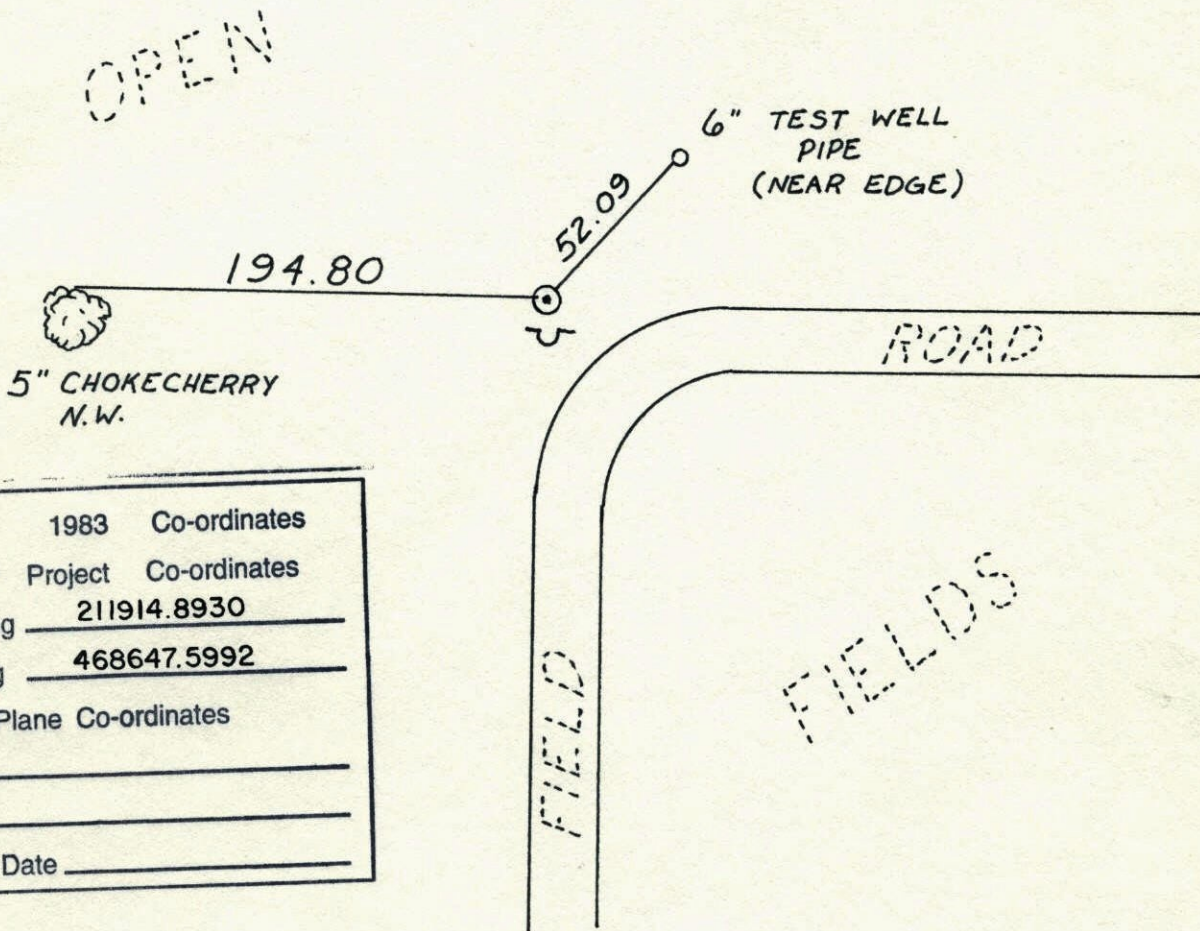 OPEN
6" TEST WELL
PIPE
(NEAR EDGE)
52.09
194.80
ROAD
5" CHOKECHERRY
N.W.
1983 Co-ordinates
Project Co-ordinates
g 211914.8930
g 468647.5992
Plane Co-ordinates
Date
FIELD
FIELDS